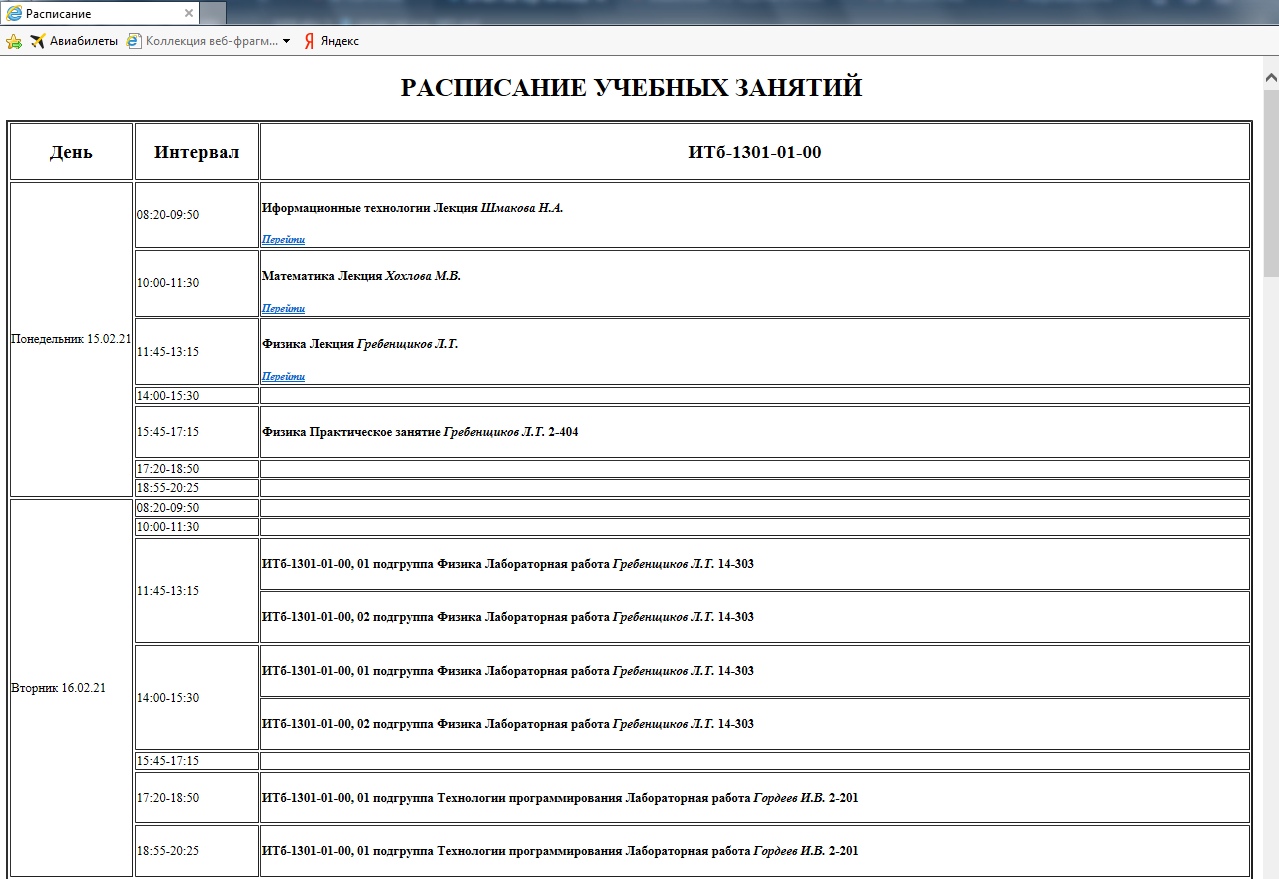 Расписание
Авиабилеты Коллекция веб-фрагм... Яндекс
РАСПИСАНИЕ УЧЕБНЫХ ЗАНЯТИЙ
День Интервал ИТб-1301-01-00
Понедельник 15.02.21
08:20-09:50
Иформационные технологии Лекция Шмакова Н.А.
Перейти
10:00-11:30
Математика Лекция Хохлова М.В.
Перейти
11:45-13:15
Физика Лекция Гребенщиков Л.Т.
Перейти
14:00-15:30
15:45-17:15
Физика Практическое занятие Гребенщиков Л.Т. 2-404
17:20-18:50
18:55-20:25
Вторник 16.02.21
08:20-09:50
10:00-11:30
11:45-13:15
ИТб-1301-01-00, 01 подгруппа Физика Лабораторная работа Гребенщиков Л.Т. 14-303
ИТб-1301-01-00, 02 подгруппа Физика Лабораторная работа Гребенщиков Л.Т. 14-303
14:00-15:30
ИТб-1301-01-00, 01 подгруппа Физика Лабораторная работа Гребенщиков Л.Т. 14-303
ИТб-1301-01-00, 02 подгруппа Физика Лабораторная работа Гребенщиков Л.Т. 14-303
15:45-17:15
17:20-18:50
ИТб-1301-01-00, 01 подгруппа Технологии программирования Лабораторная работа Гордеев И.В. 2-201
18:55-20:25
ИТб-1301-01-00, 01 подгруппа Технологии программирования Лабораторная работа Гордеев И.В. 2-201